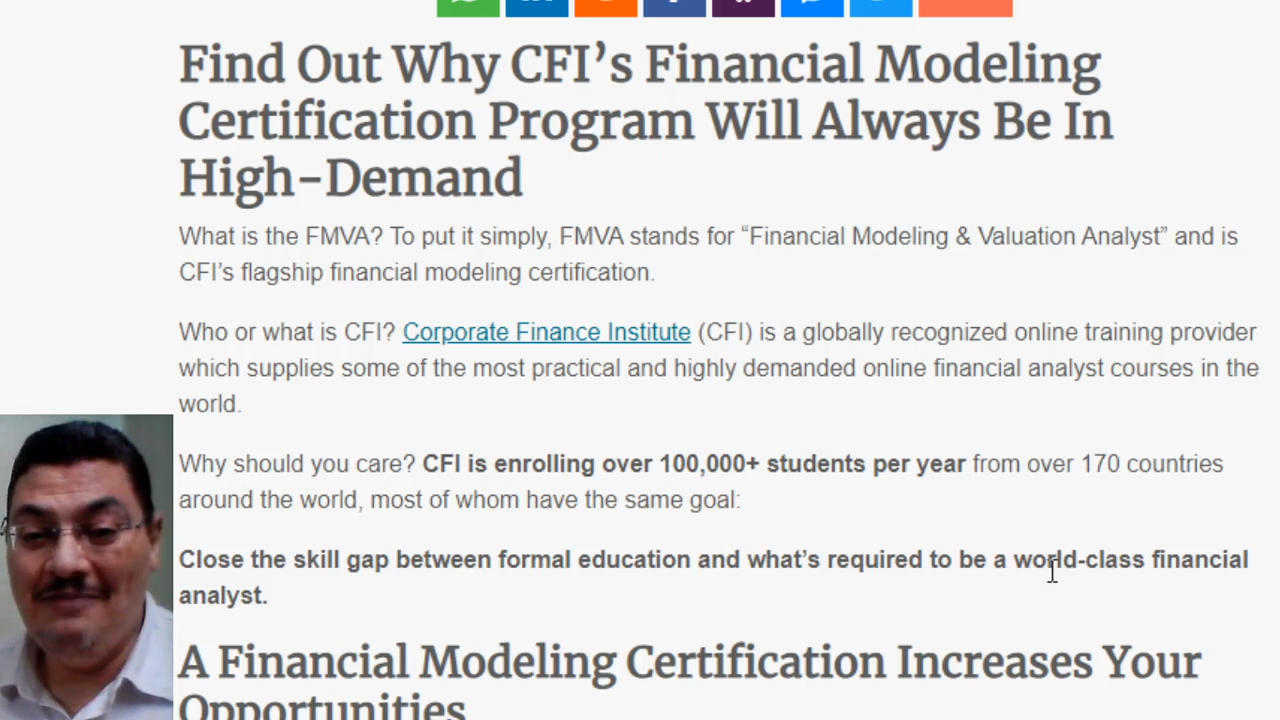 Find Out Why CFI’s Financial Modeling
Certification Program Will Always Be In
High-Demand
What is the FMVA? To put it simply, FMVA stands for “Financial Modeling & Valuation Analyst” and is
CFI’s flagship financial modeling certification.
Who or what is CFI? Corporate Finance Institute (CFI) is a globally recognized online training provider
which supplies some of the most practical and highly demanded online financial analyst courses in the
world.
Why should you care? CFI is enrolling over 100,000+ students per year from over 170 countries
around the world, most of whom have the same goal:
Close the skill gap between formal education and what’s required to be a world-class financial
analyst.
A Financial Modeling Certification Increases Your
Opportunities